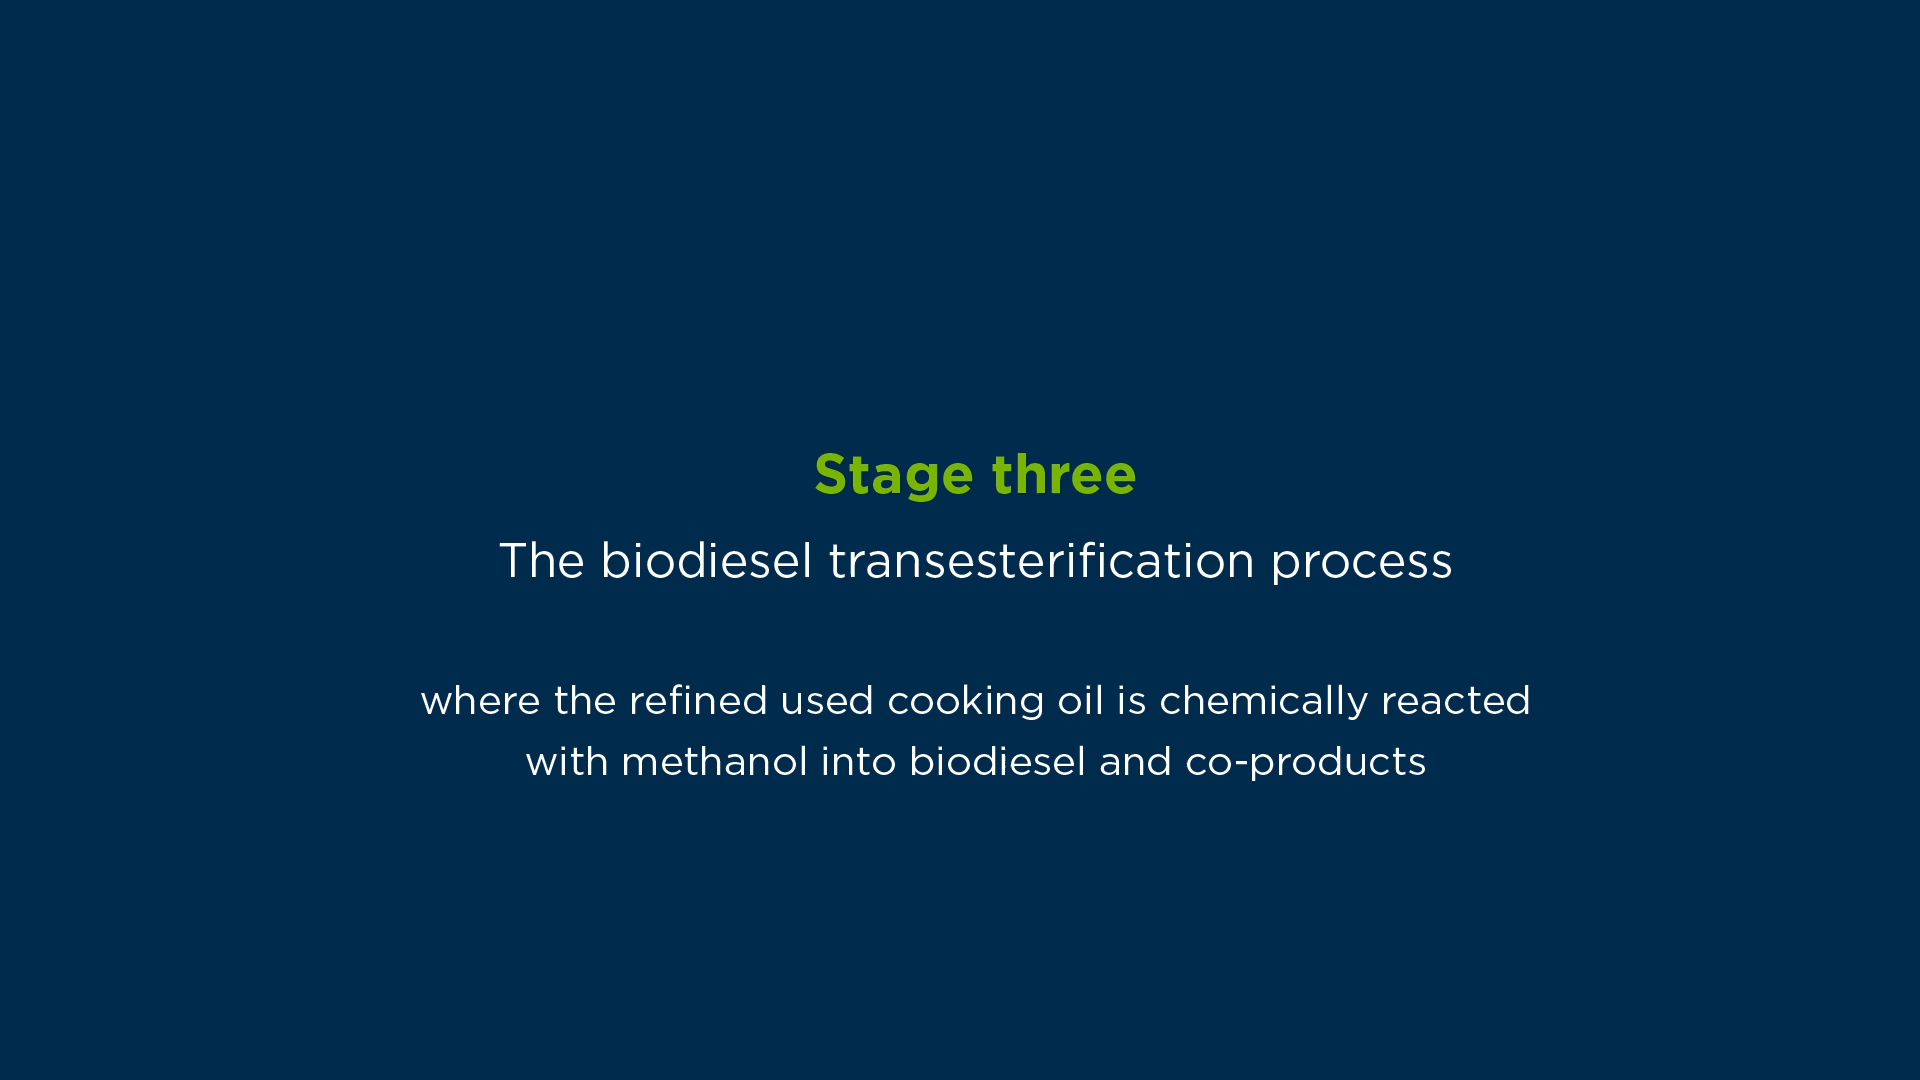 Stage three
The biodiesel transesterification process
where the refined used cooking oil is chemically reacted
with methanol into biodiesel and co-products